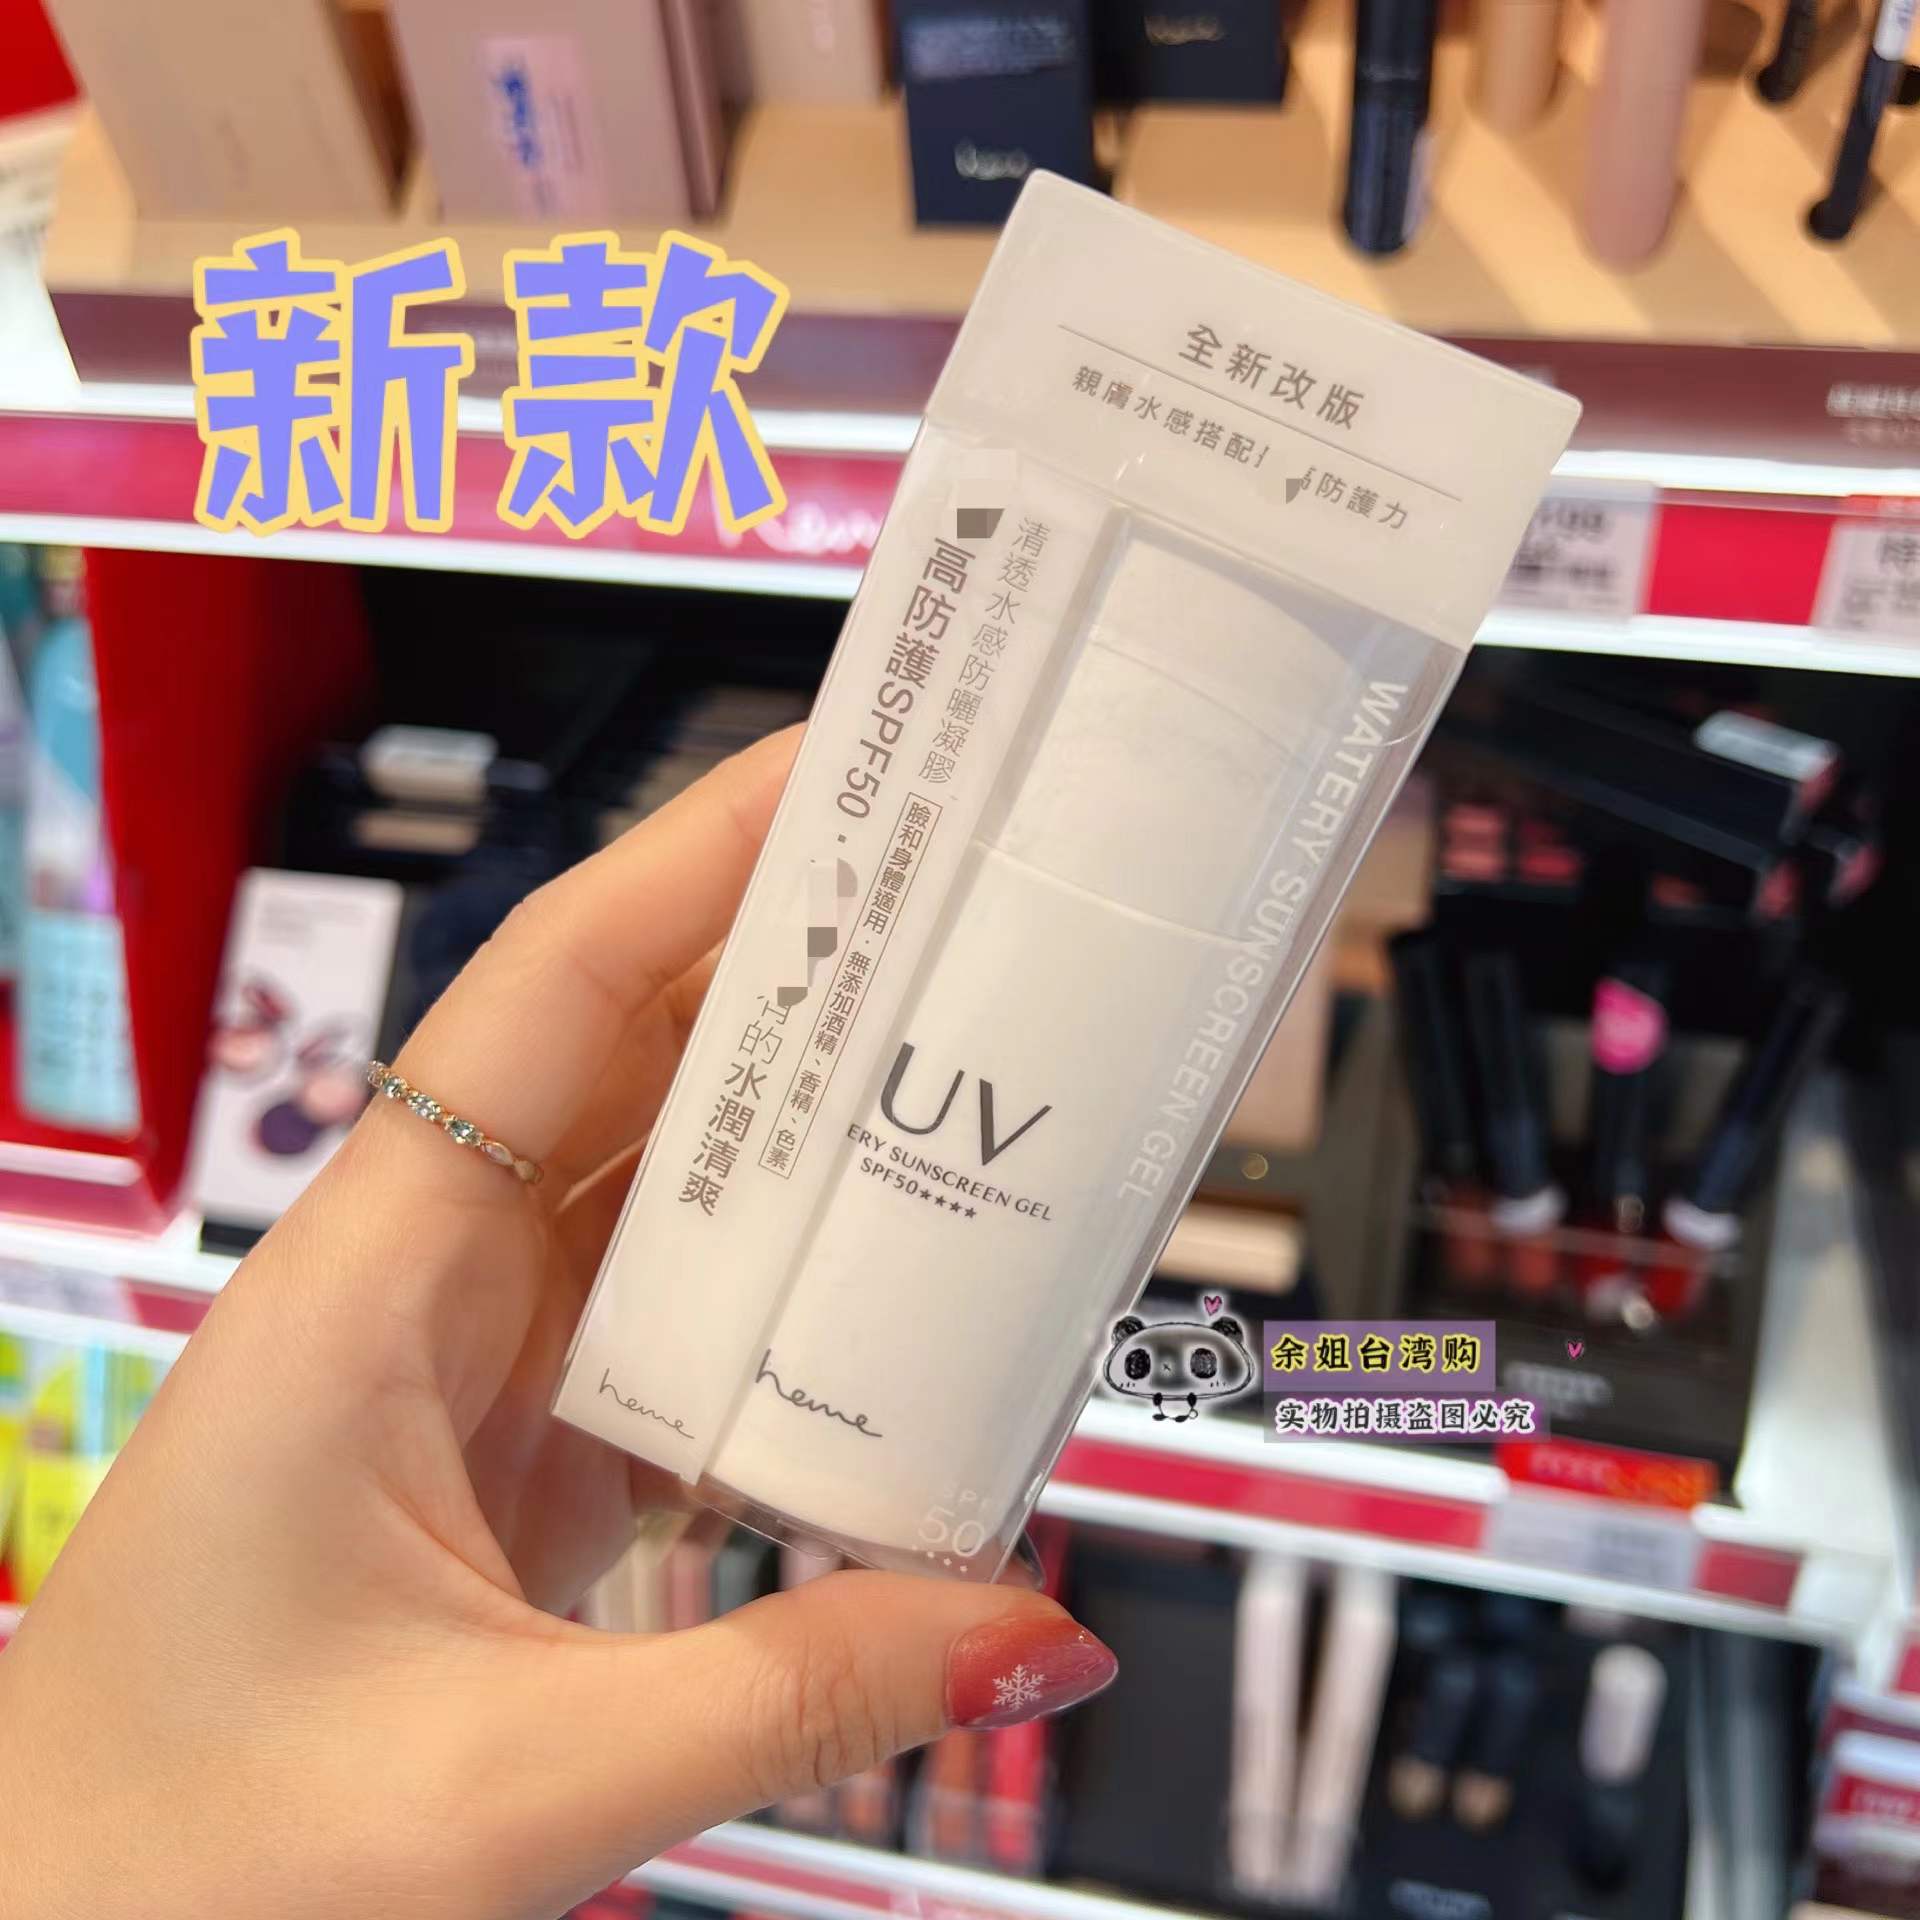 新款
全新改版
親膚水感搭配 高防護力
清透水感防曬凝膠
高防護SPF50·
的水潤清爽
臉和身體適用·無添加酒精、香精、色素
WATERY SUNSCREEN GEL
UV
ERY SUNSCREEN GEL
SPF50★★★★
heme
heme
SPF
50
余姐台湾购
实物拍摄盗图必究